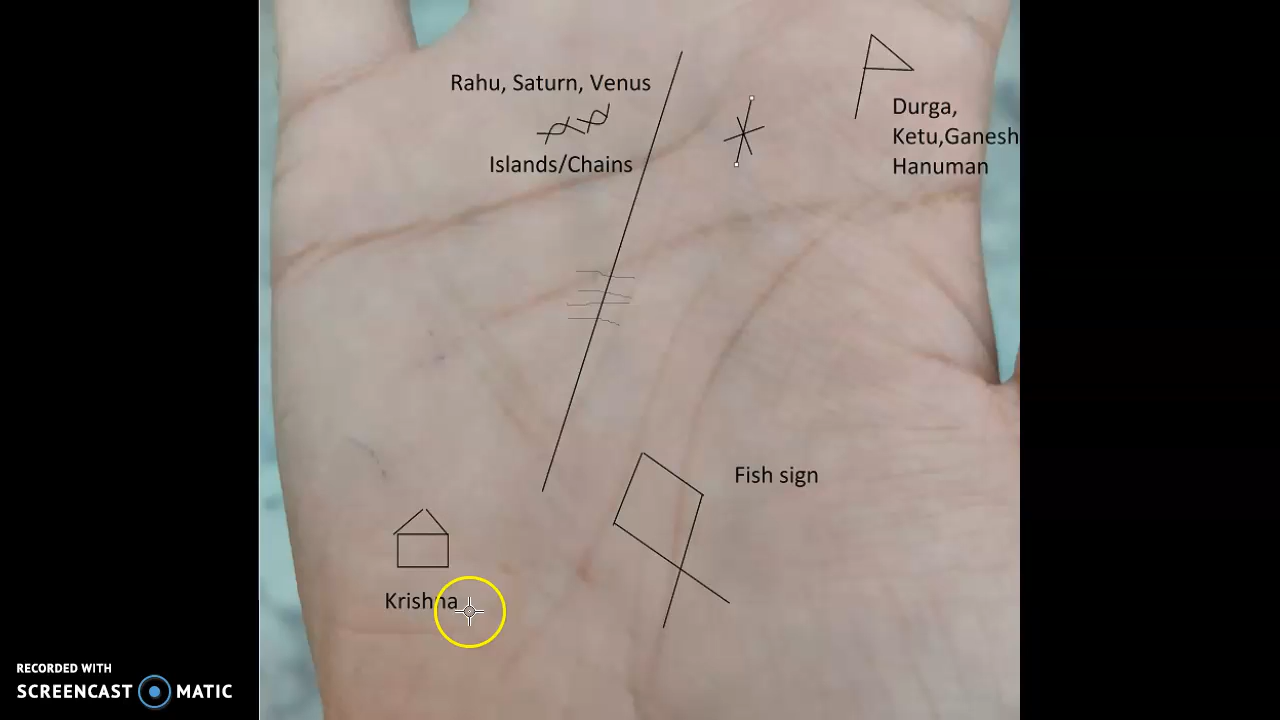 Rahu, Saturn, Venus
Islands/Chains
Durga,
Ketu,Ganesh
Hanuman
Fish sign
Krishna
RECORDED WITH
SCREENCAST MATIC